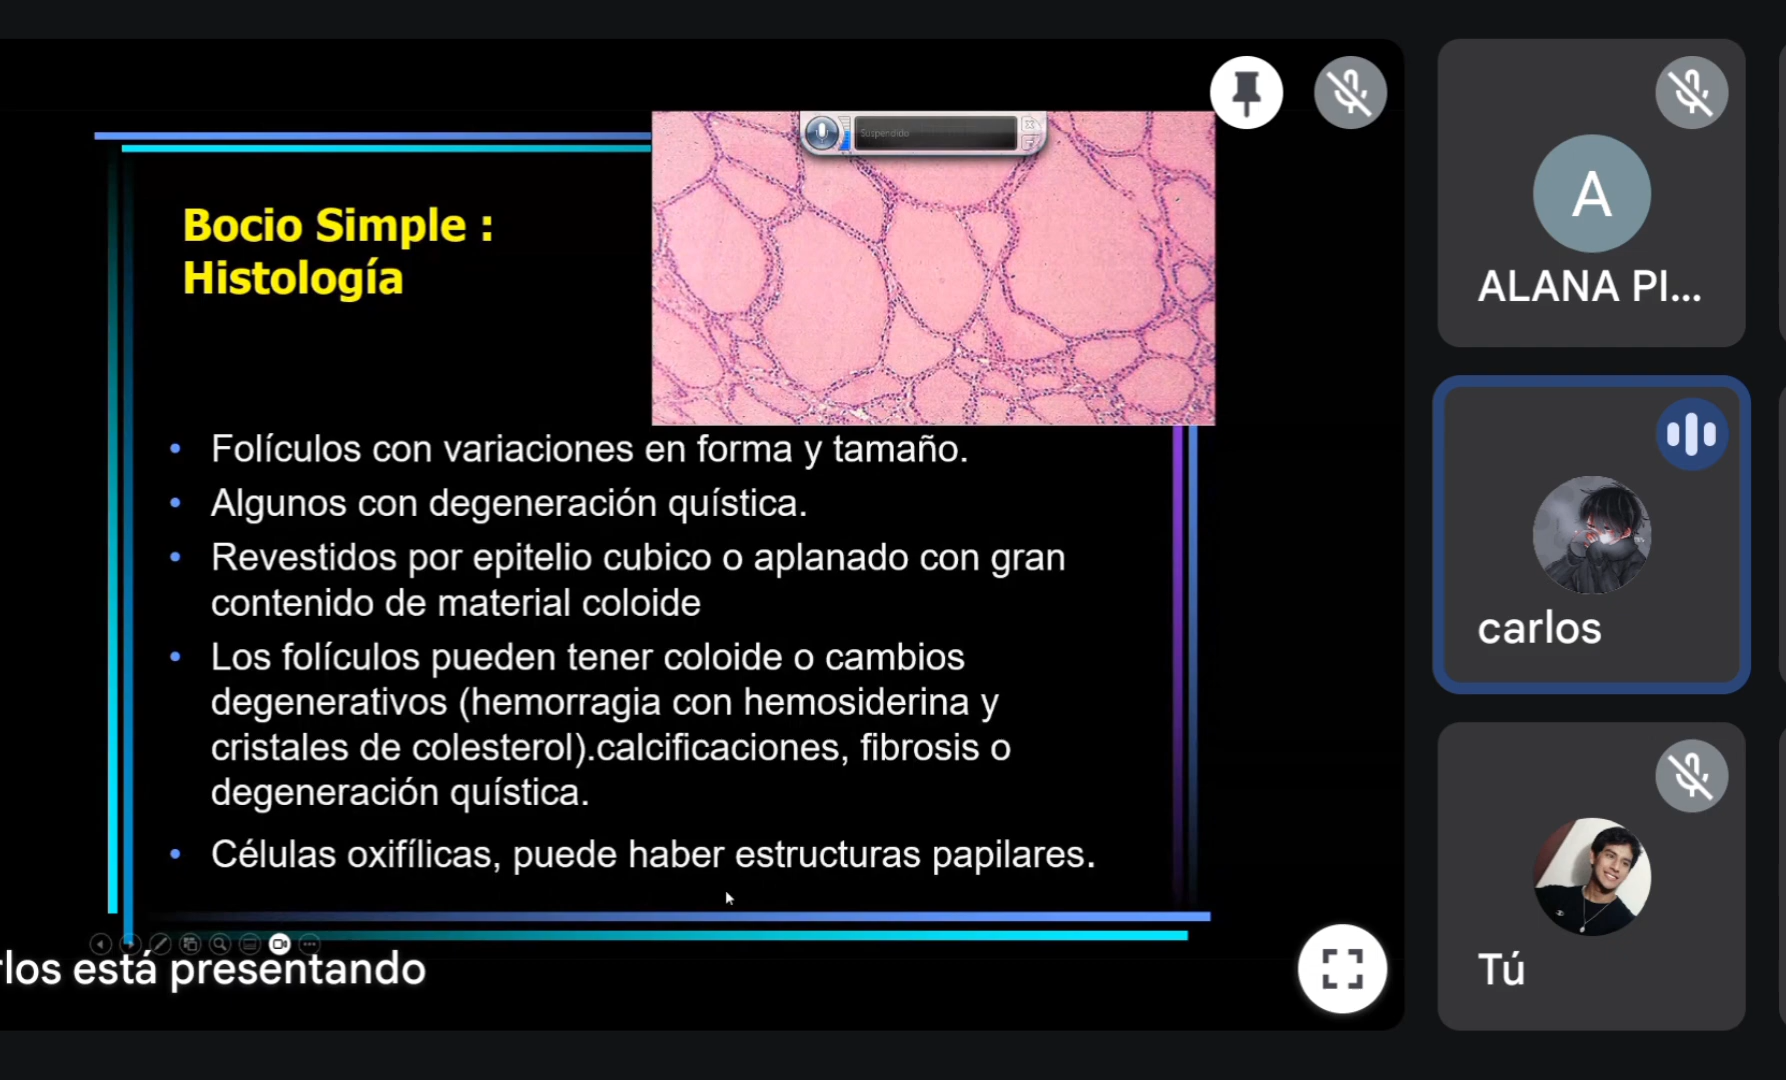 Suspendido
Bocio Simple :
Histología
• Folículos con variaciones en forma y tamaño.
• Algunos con degeneración quística.
• Revestidos por epitelio cubico o aplanado con gran
contenido de material coloide
• Los folículos pueden tener coloide o cambios
degenerativos (hemorragia con hemosiderina y
cristales de colesterol).calcificaciones, fibrosis o
degeneración quística.
• Células oxifílicas, puede haber estructuras papilares.
rlos está presentando
A
ALANA PI...
carlos
Tú